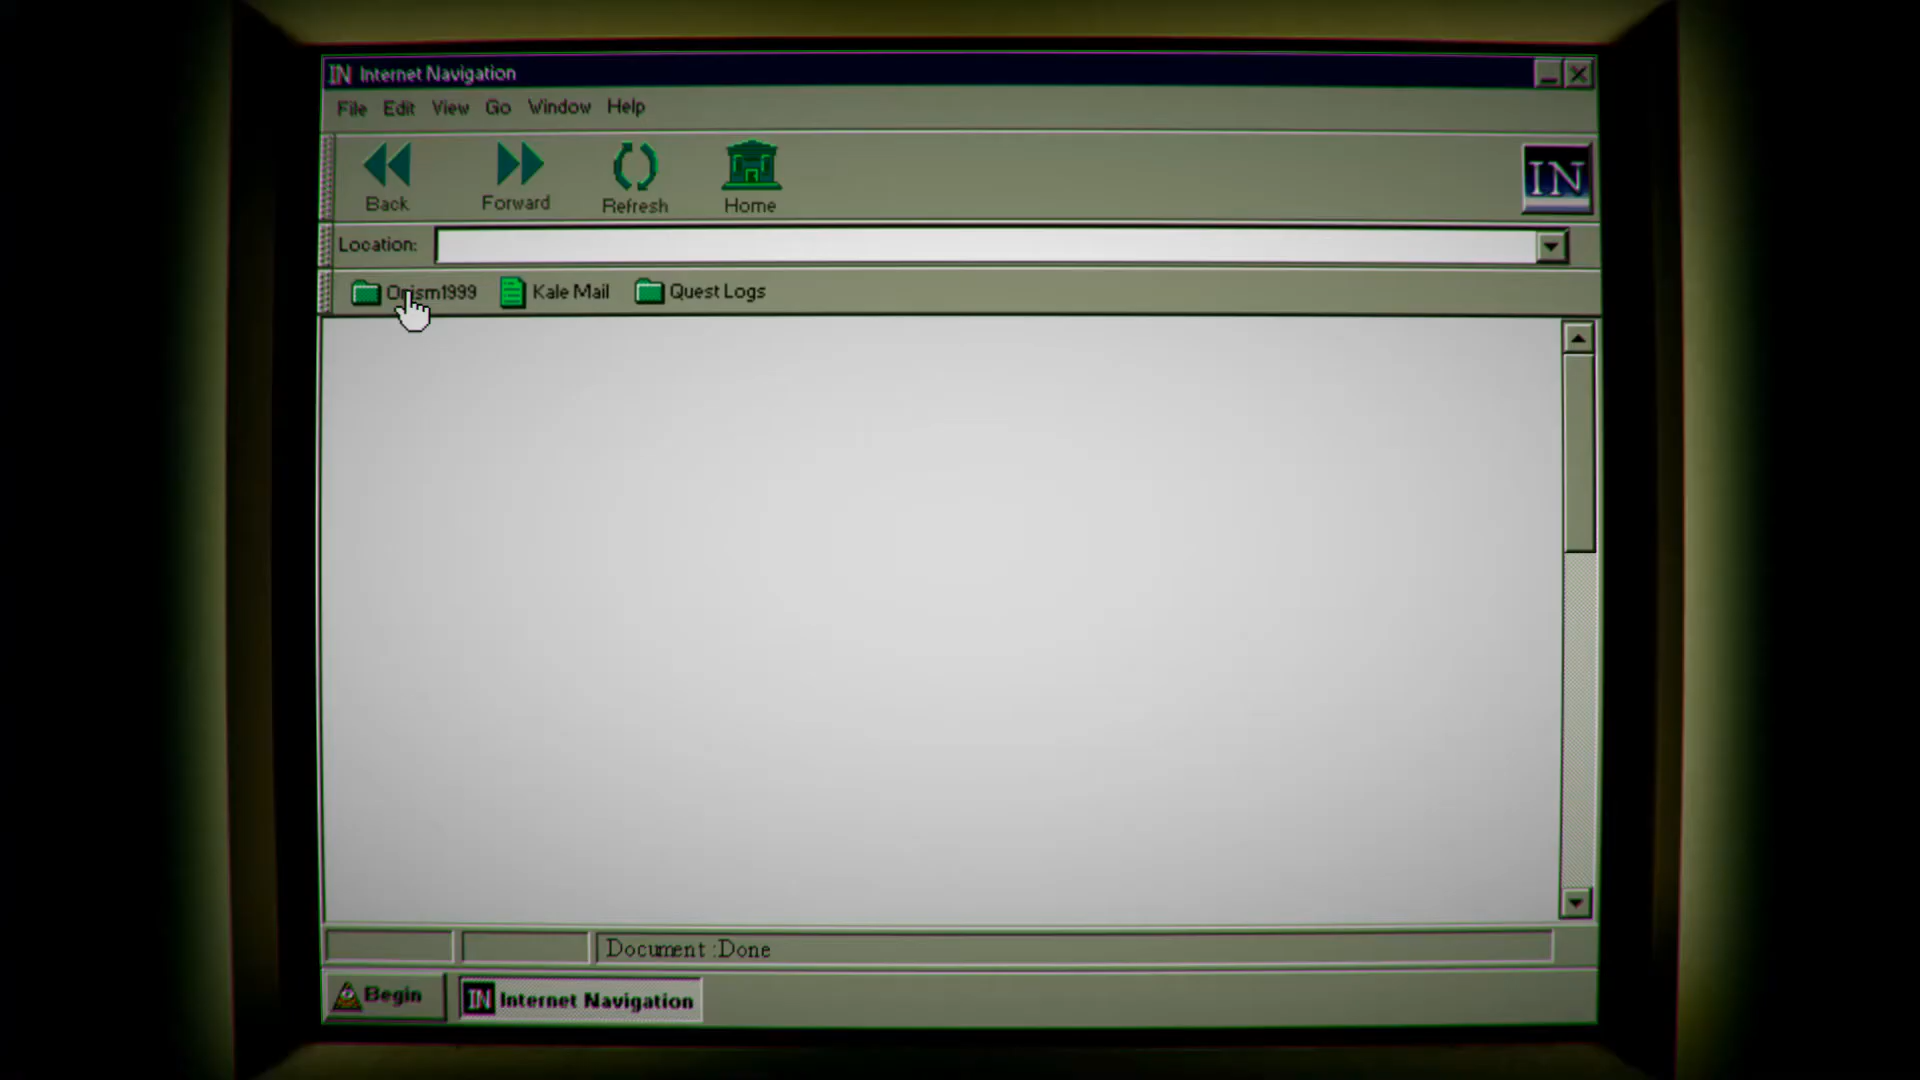 IN Internet Navigation
File Edit View Go Window Help
Back Forward Refresh Home IN
Location:
Kale Mail Quest Logs
Document :Done
Begin IN Internet Navigation